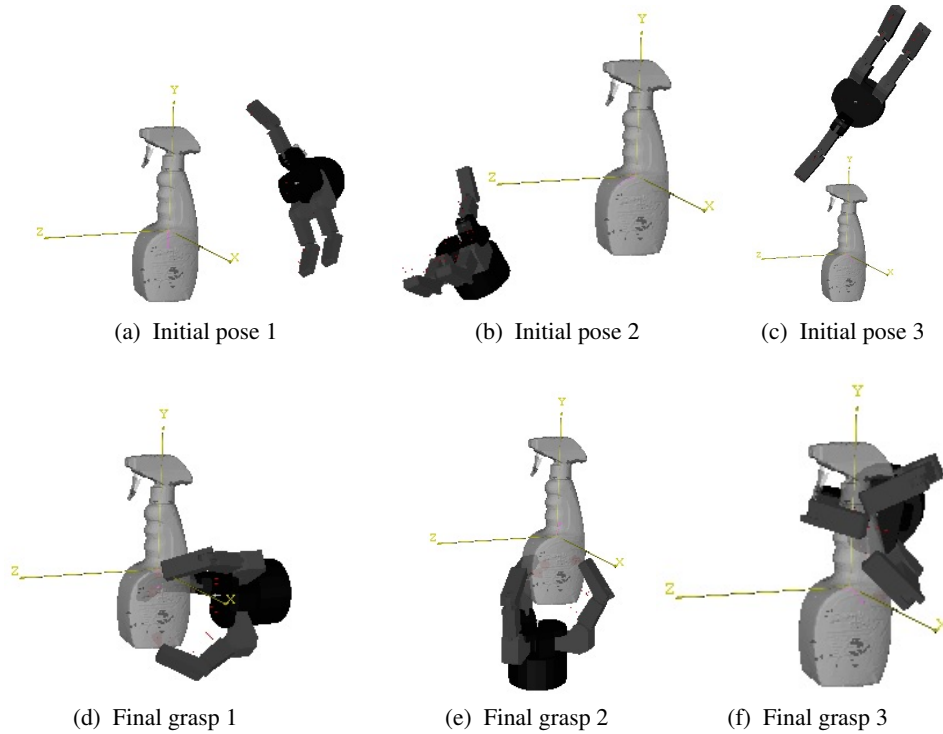 Y
Z
X
Y
Z
X
Y
Z
X
(a) Initial pose 1
(b) Initial pose 2
(c) Initial pose 3
Y
Z
X
Y
Z
X
Y
Z
X
(d) Final grasp 1
(e) Final grasp 2
(f) Final grasp 3